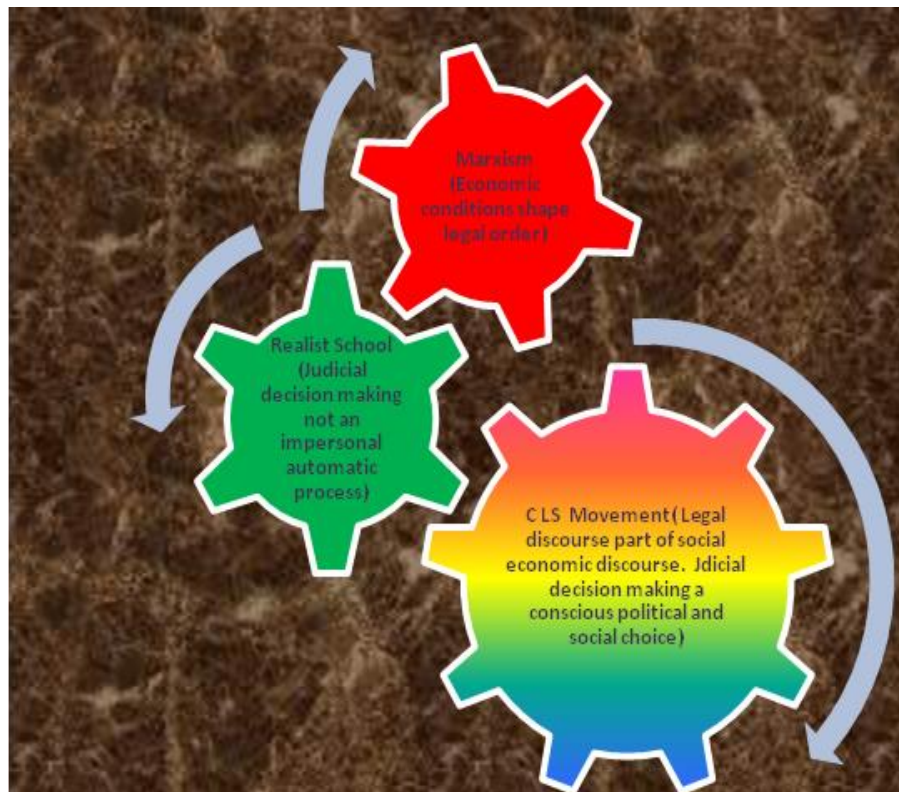 Marxism
(Economic
conditions shape
legal order)
Realist School
(Judicial
decision making
not an
impersonal
automatic
process)
C LS Movement( Legal
discourse part of social
economic discourse. Jdicial
decision making a
conscious political and
social choice)